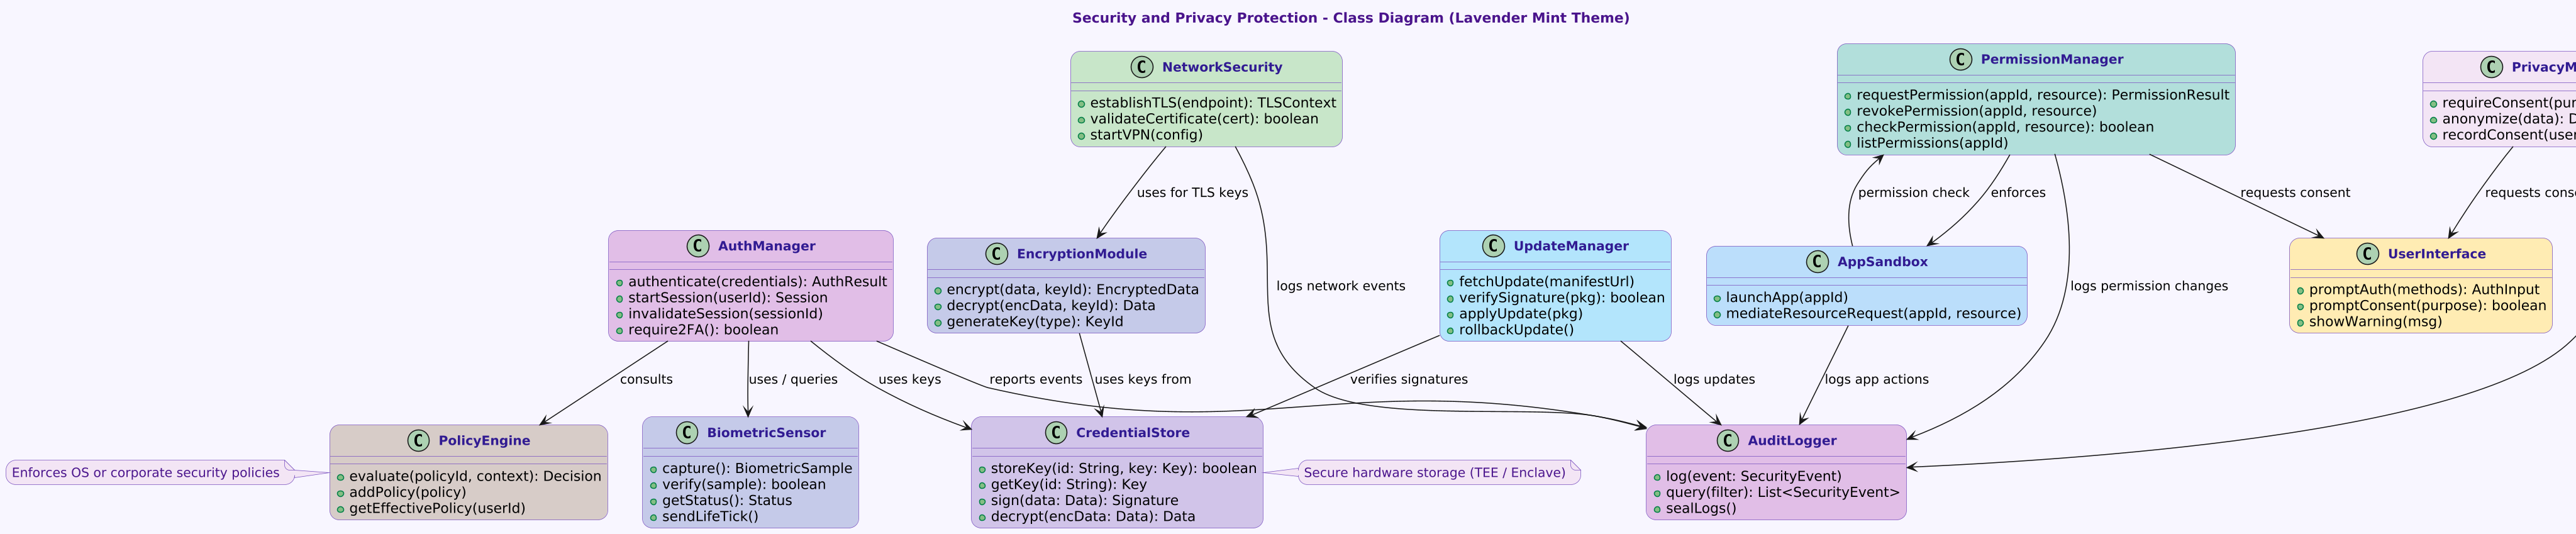 Security and Privacy Protection - Class Diagram (Lavender Mint Theme)
C NetworkSecurity
establishTLS(endpoint): TLSContext
validateCertificate(cert): boolean
startVPN(config)
C PermissionManager
requestPermission(appId, resource): PermissionResult
revokePermission(appId, resource)
checkPermission(appId, resource): boolean
listPermissions(appId)
C PrivacyM
requireConsent(pur
anonymize(data): D
recordConsent(user
uses for TLS keys
permission check
enforces
requests consent
requests conse
C AuthManager
authenticate(credentials): AuthResult
startSession(userId): Session
invalidateSession(sessionId)
require2FA(): boolean
C EncryptionModule
encrypt(data, keyId): EncryptedData
decrypt(encData, keyId): Data
generateKey(type): KeyId
logs network events
C UpdateManager
fetchUpdate(manifestUrl)
verifySignature(pkg): boolean
applyUpdate(pkg)
rollbackUpdate()
C AppSandbox
launchApp(appId)
mediateResourceRequest(appId, resource)
logs permission changes
C UserInterface
promptAuth(methods): AuthInput
promptConsent(purpose): boolean
showWarning(msg)
consults
uses / queries
uses keys
reports events
uses keys from
verifies signatures
logs updates
logs app actions
Enforces OS or corporate security policies
C PolicyEngine
evaluate(policyId, context): Decision
addPolicy(policy)
getEffectivePolicy(userId)
C BiometricSensor
capture(): BiometricSample
verify(sample): boolean
getStatus(): Status
sendLifeTick()
C CredentialStore
storeKey(id: String, key: Key): boolean
getKey(id: String): Key
sign(data: Data): Signature
decrypt(encData: Data): Data
Secure hardware storage (TEE / Enclave)
C AuditLogger
log(event: SecurityEvent)
query(filter): List<SecurityEvent>
sealLogs()